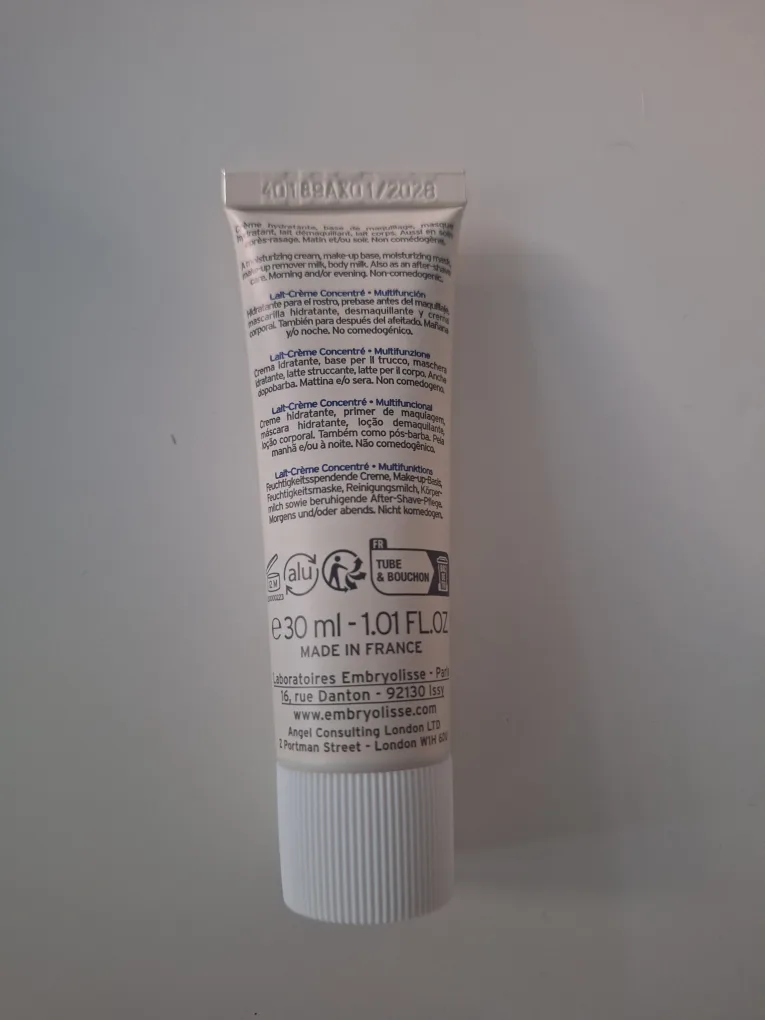 40189AX01/2028
Crème hydratante, base de maquillage, masque
hydratant, lait démaquillant, lait corps. Aussi en soin
après-rasage. Matin et/ou soir. Non comédogène.
A moisturizing cream, make-up base, moisturizing mask,
make-up remover milk, body milk. Also as an after-shave
care. Morning and/or evening. Non-comedogenic.
Lait-Crème Concentré • Multifunción
Hidratante para el rostro, prebase antes del maquillaje,
mascarilla hidratante, desmaquillante y crema
corporal. También para después del afeitado. Mañana
y/o noche. No comedogénico.
Lait-Crème Concentré • Multifunzione
Crema idratante, base per il trucco, maschera
idratante, latte struccante, latte per il corpo. Anche
dopobarba. Mattina e/o sera. Non comedogeno.
Lait-Crème Concentré • Multifuncional
Creme hidratante, primer de maquiagem,
máscara hidratante, loção demaquilante,
loção corporal. Também como pós-barba. Pela
manhã e/ou à noite. Não comedogênico.
Lait-Crème Concentré • Multifunktions
Feuchtigkeitsspendende Creme, Make-up-Basis,
Feuchtigkeitsmaske, Reinigungsmilch, Körper-
milch sowie beruhigende After-Shave-Pflege.
Morgens und/oder abends. Nicht komedogen.
alu
FR
TUBE
& BOUCHON
e 30 ml - 1.01 FL.OZ
MADE IN FRANCE
Laboratoires Embryolisse - Paris
16, rue Danton - 92130 Issy
www.embryolisse.com
Angel Consulting London LTD
2 Portman Street - London W1H